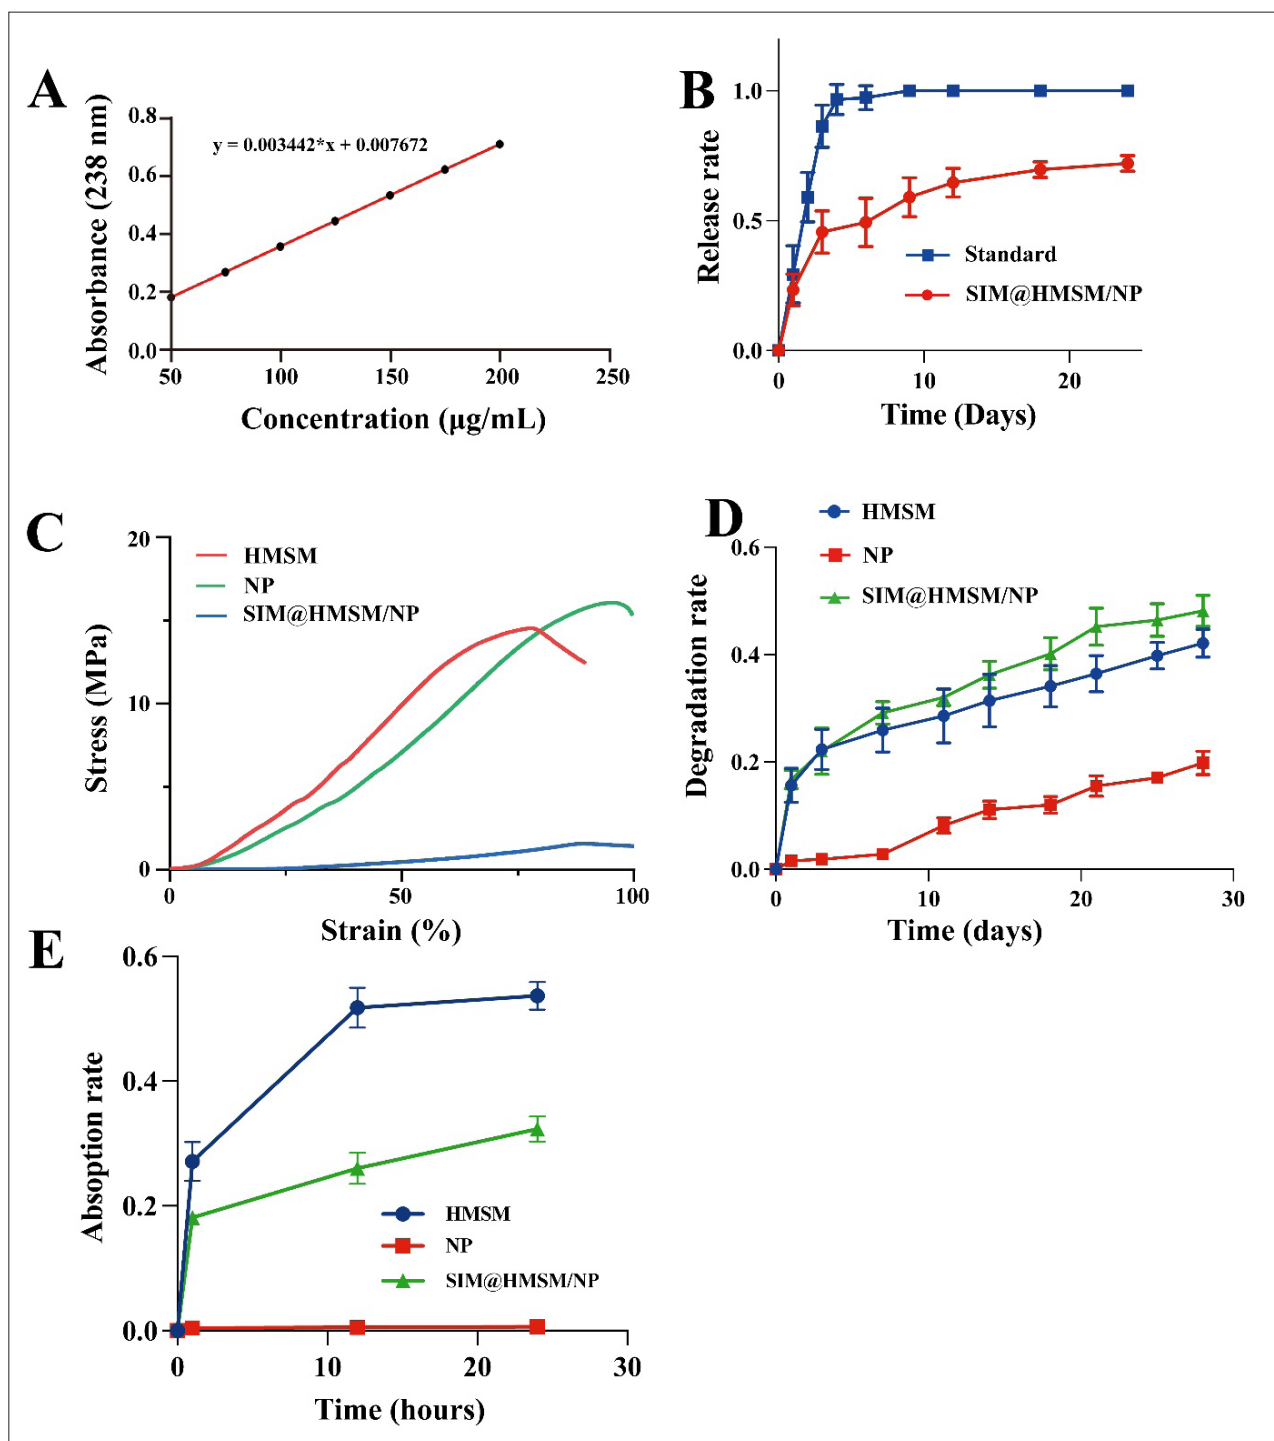 A
Absorbance (238 nm)
0.8
0.6
0.4
0.2
0.0
y = 0.003442*x + 0.007672
50
100
150
200
250
Concentration (μg/mL)
B
Release rate
1.0
0.5
0.0
Standard
SIM@HMSM/NP
0
10
20
Time (Days)
C
Stress (MPa)
20
10
0
HMSM
NP
SIM@HMSM/NP
0
50
100
Strain (%)
D
HMSM
NP
SIM@HMSM/NP
Degradation rate
0.6
0.4
0.2
0.0
0
10
20
30
Time (days)
E
Absoption rate
0.6
0.4
0.2
0.0
HMSM
NP
SIM@HMSM/NP
0
10
20
30
Time (hours)